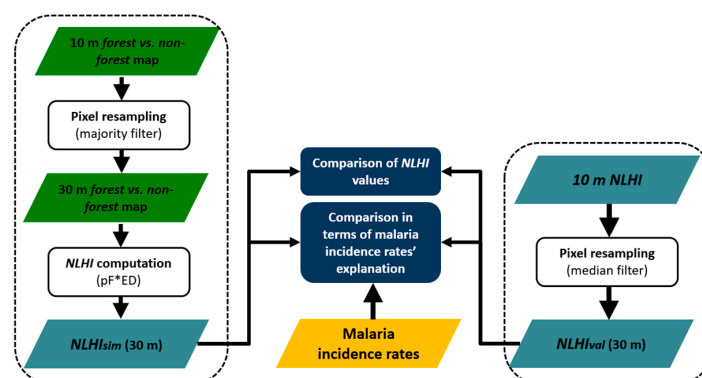 10 m forest vs. non-
forest map
Pixel resampling
(majority filter)
30 m forest vs. non-
forest map
NLHI computation
(pF*ED)
NLHIsim (30 m)
Comparison of NLHI
values
Comparison in
terms of malaria
incidence rates'
explanation
Malaria
incidence rates
10 m NLHI
Pixel resampling
(median filter)
NLHIval (30 m)